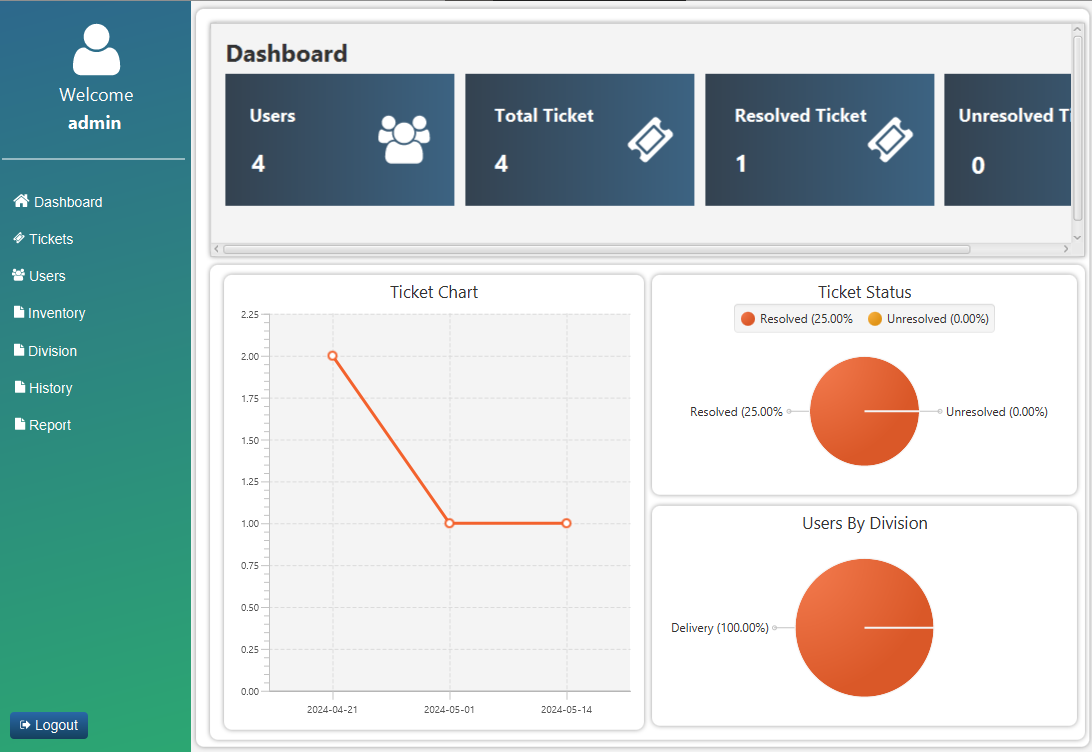 Welcome
admin
Dashboard
Tickets
Users
Inventory
Division
History
Report
Logout
Dashboard
Users
4
Total Ticket
4
Resolved Ticket
1
Unresolved Ti
0
Ticket Chart
2.25
2.00
1.75
1.50
1.25
1.00
0.75
0.50
0.25
0.00
2024-04-21 2024-05-01 2024-05-14
Ticket Status
Resolved (25.00% Unresolved (0.00%)
Resolved (25.00% Unresolved (0.00%)
Users By Division
Delivery (100.00%)